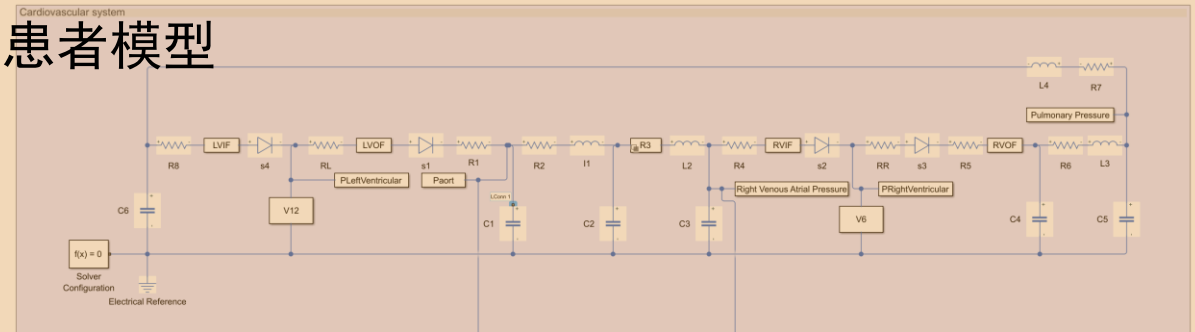 Cardiovascular system
患者模型
L4
R7
Pulmonary Pressure
R8
LVIF
s4
RL
LVOF
s1
R1
R2
I1
R3
L2
R4
RVIF
s2
RR
s3
R5
RVOF
R6
L3
PLeftVentricular
Paort
Right Venous Atrial Pressure
PRightVentricular
LConn 1
C6
V12
C1
C2
C3
V6
C4
C5
f(x) = 0
Solver
Configuration
Electrical Reference